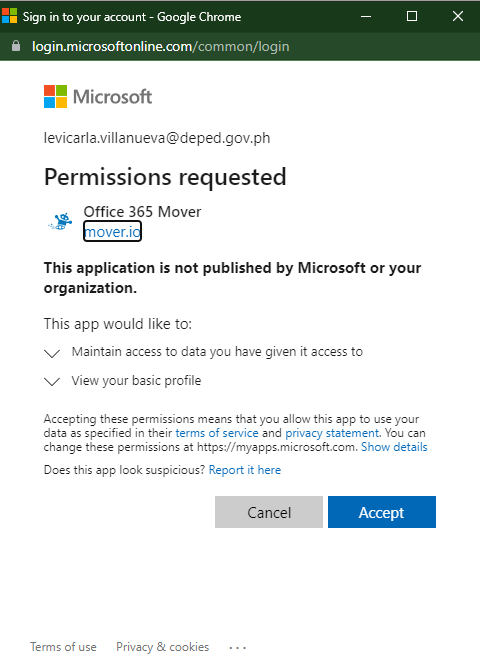 Sign in to your account - Google Chrome
login.microsoftonline.com/common/login
Microsoft
levicarla.villanueva@deped.gov.ph
Permissions requested
Office 365 Mover
mover.io
This application is not published by Microsoft or your
organization.
This app would like to:
Maintain access to data you have given it access to
View your basic profile
Accepting these permissions means that you allow this app to use your
data as specified in their terms of service and privacy statement. You can
change these permissions at https://myapps.microsoft.com. Show details
Does this app look suspicious? Report it here
Cancel Accept
Terms of use Privacy & cookies ...